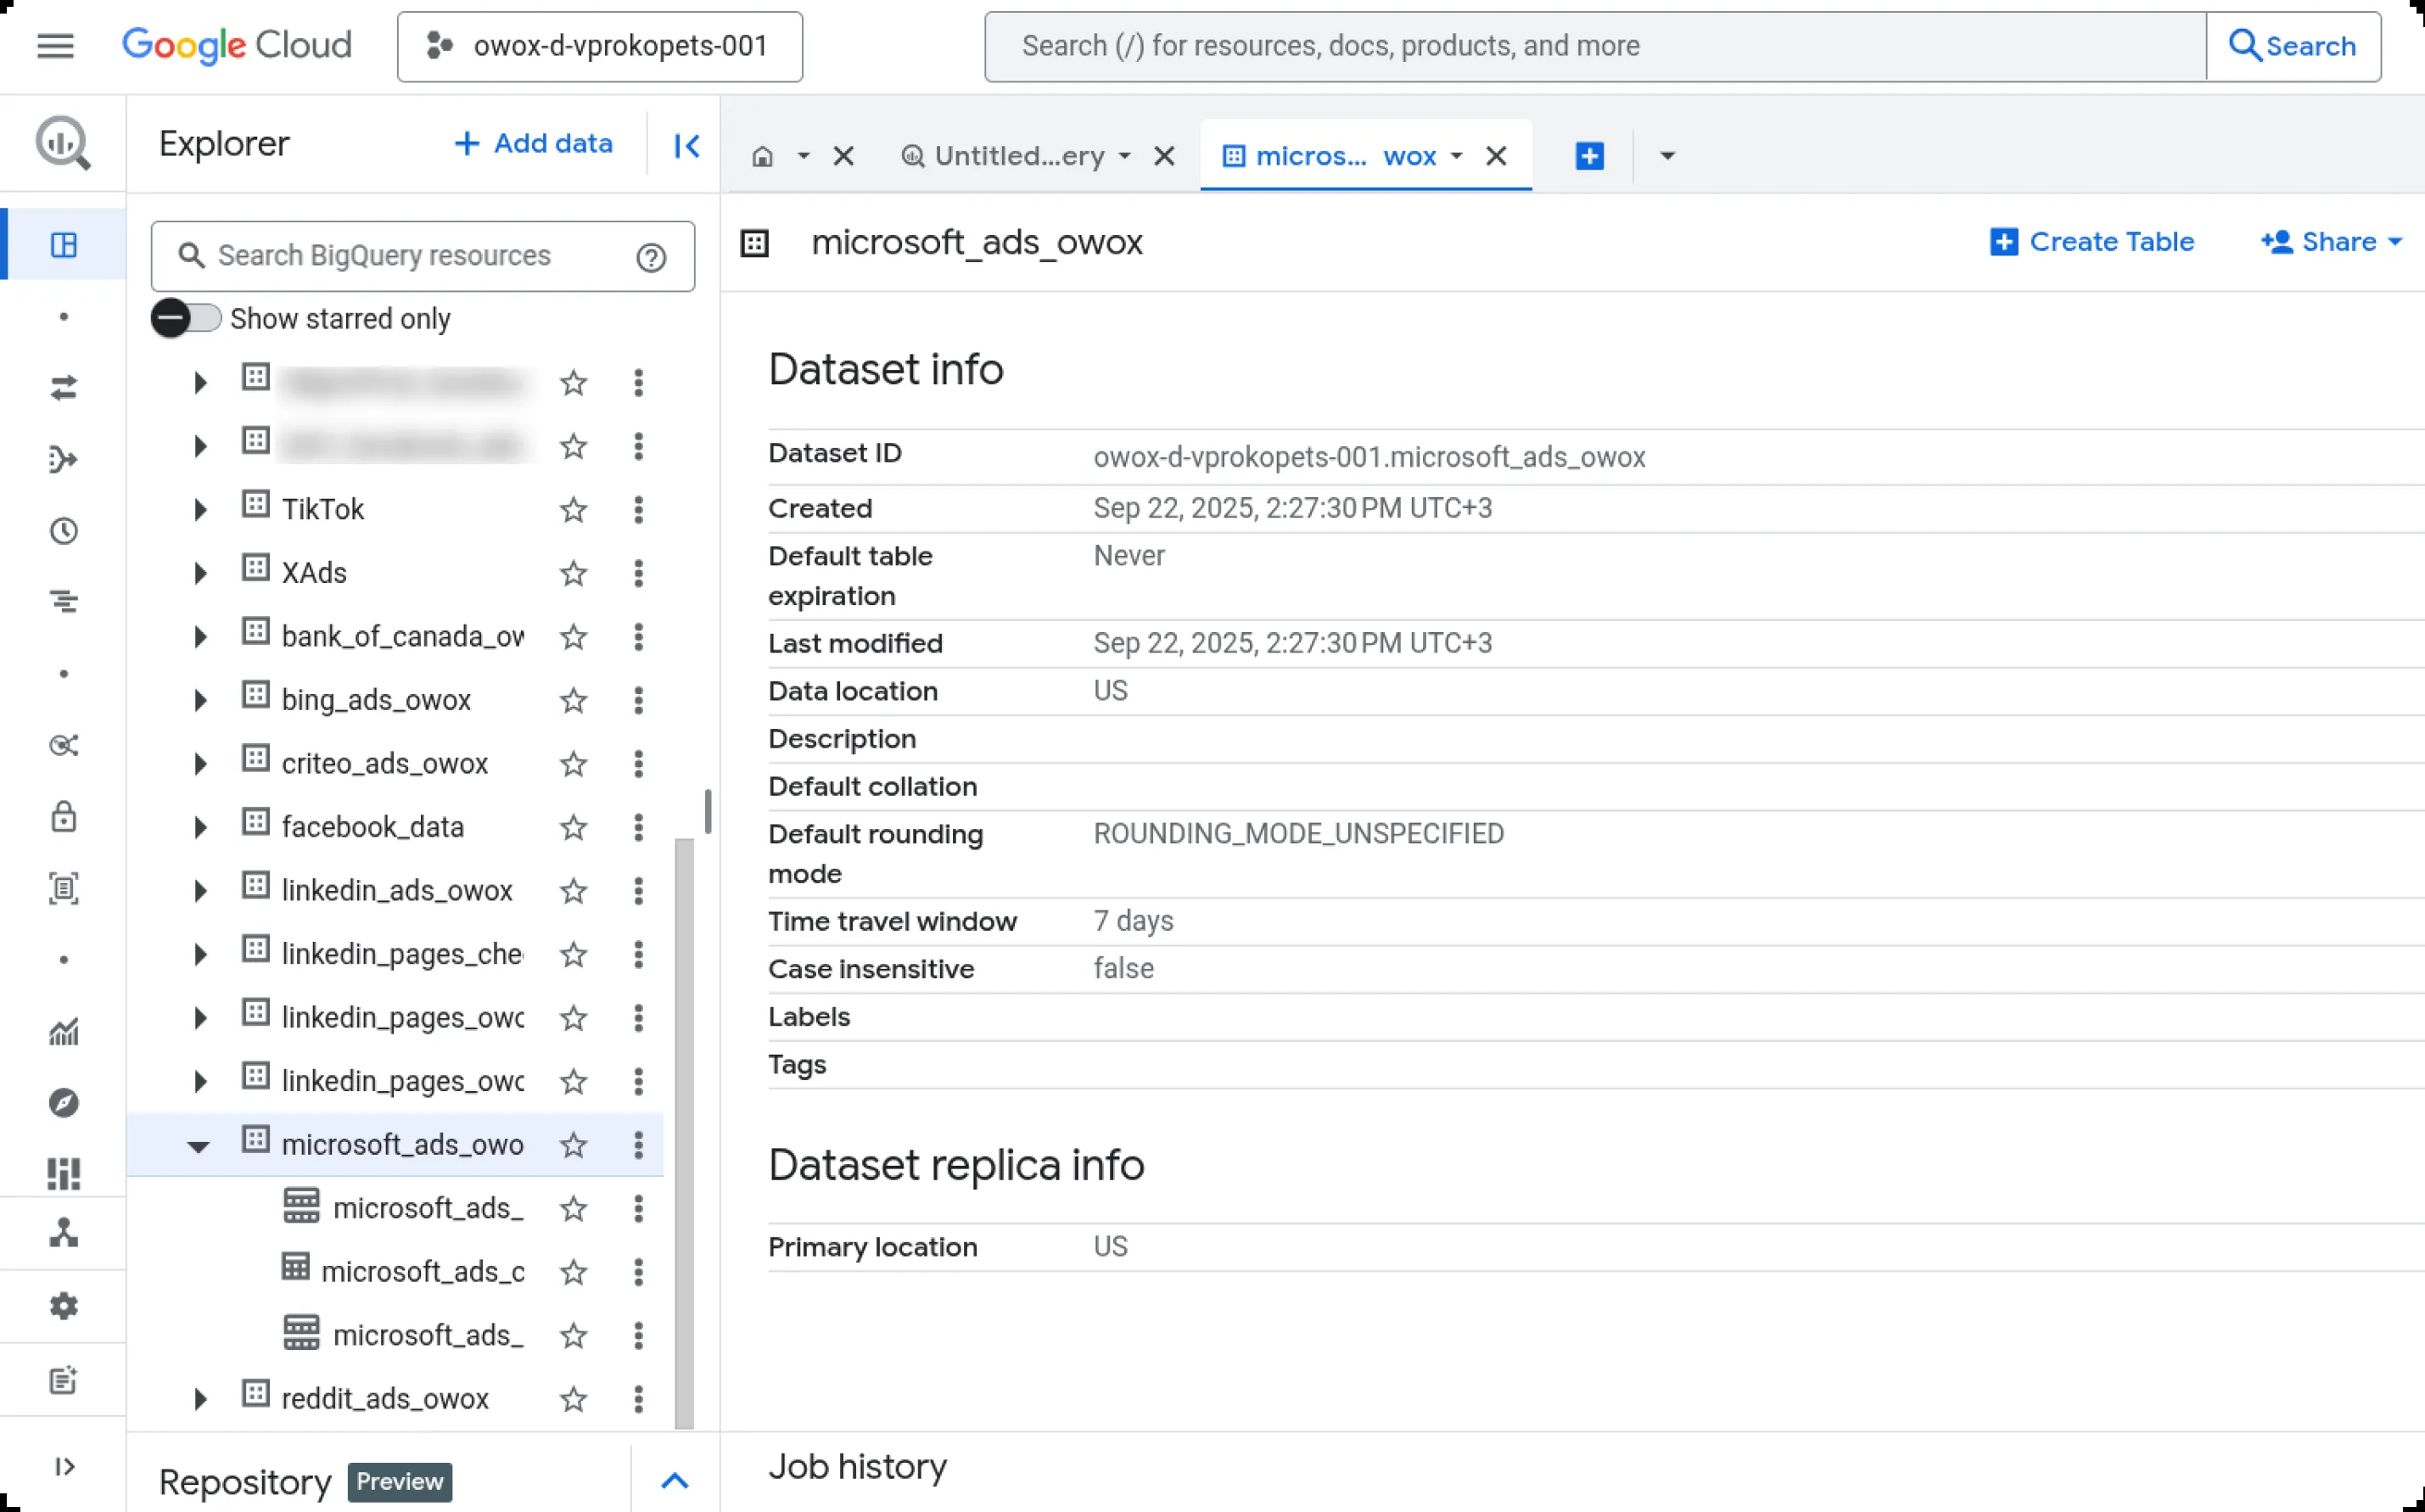 Google Cloud
owox-d-vprokopets-001
Search (/) for resources, docs, products, and more
Search
Explorer
Add data
Untitled...ery
micros... wox
Search BigQuery resources
Show starred only
TikTok
XAds
bank_of_canada_ow
bing_ads_owox
criteo_ads_owox
facebook_data
linkedin_ads_owox
linkedin_pages_che
linkedin_pages_owo
linkedin_pages_owo
microsoft_ads_owo
microsoft_ads_
microsoft_ads_c
microsoft_ads_
reddit_ads_owox
Repository Preview
microsoft_ads_owox
Create Table
Share
Dataset info
Dataset ID owox-d-vprokopets-001.microsoft_ads_owox
Created Sep 22, 2025, 2:27:30 PM UTC+3
Default table Never
expiration
Last modified Sep 22, 2025, 2:27:30 PM UTC+3
Data location US
Description
Default collation
Default rounding ROUNDING_MODE_UNSPECIFIED
mode
Time travel window 7 days
Case insensitive false
Labels
Tags
Dataset replica info
Primary location US
Job history